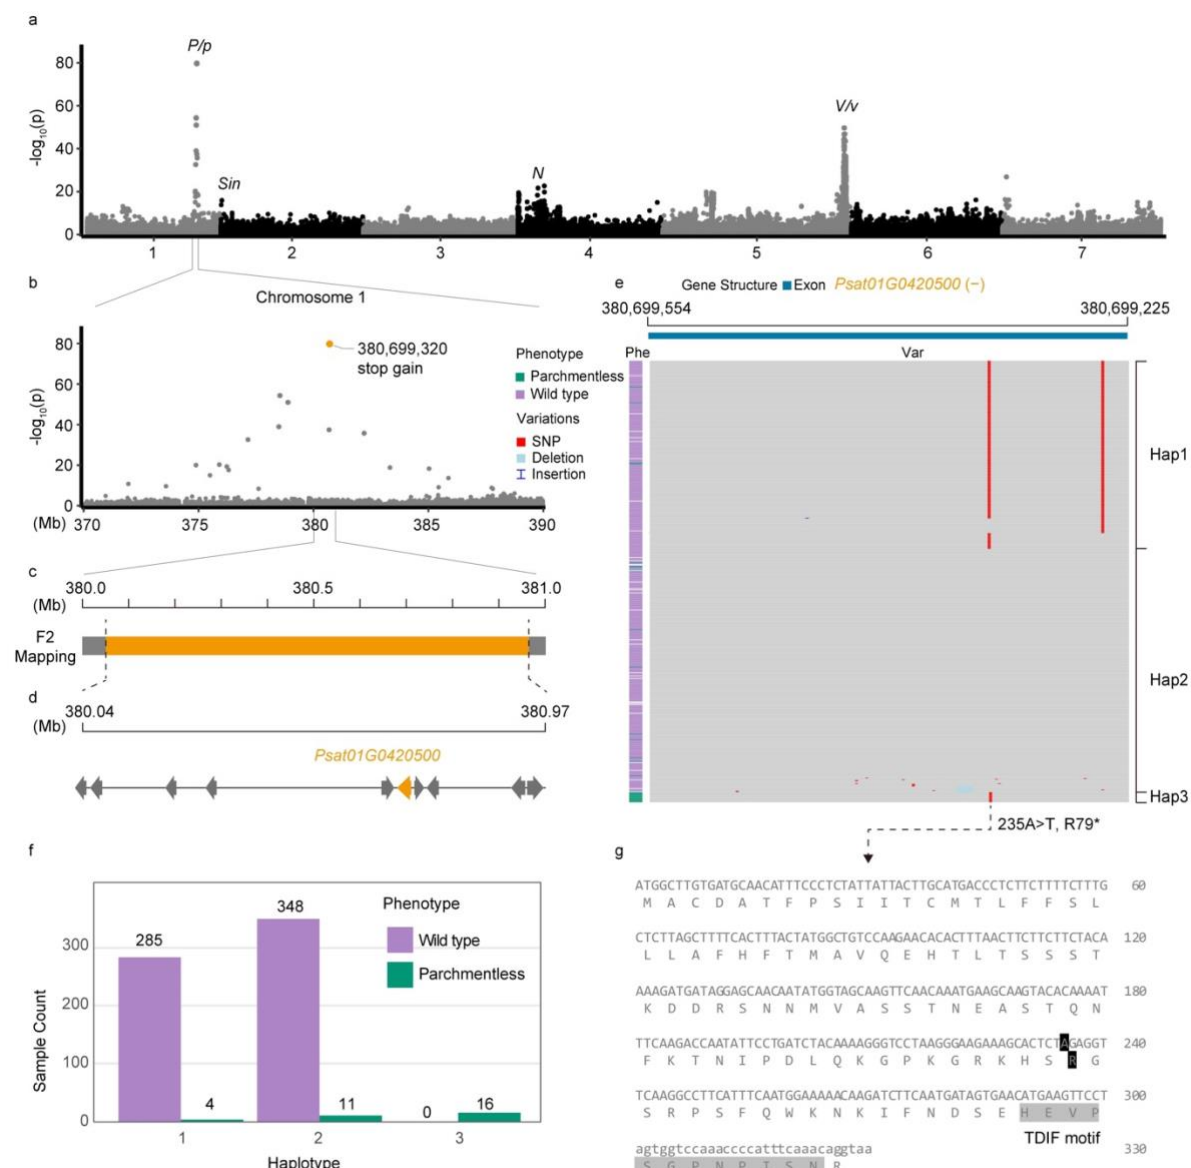 a
P/p
V/v
Sin
N
-log10(p)
80
60
40
20
0
1 2 3 4 5 6 7
b
Chromosome 1
380,699,320
stop gain
-log10(p)
80
60
40
20
0
(Mb) 370 375 380 385 390
Phenotype
Parchmentless
Wild type
Variations
SNP
Deletion
Insertion
c
380.0 380.5 381.0
(Mb)
F2
Mapping
d
380.04 380.97
(Mb)
Psat01G0420500
e
Gene Structure Exon Psat01G0420500 (−)
380,699,554 380,699,225
Phe Var
Hap1
Hap2
Hap3
235A>T, R79*
f
Phenotype
Wild type
Parchmentless
285 4 348 11 0 16
Sample Count
300
200
100
0
1 2 3
Haplotype
g
ATGGCTTGTGATGCAACATTTCCCTCTATTATTACTTGCATGACCCTCTTCTTTTCTTTG 60
M A C D A T F P S I I T C M T L F F S L
CTCTTAGCTTTTCACTTTACTATGGCTGTCCAAGAACACACTTTAACTTCTTCTTCTACA 120
L L A F H F T M A V Q E H T L T S S S T
AAAGATGATAGGAGCAACAATATGGTAGCAAGTTCAACAAATGAAGCAAGTACACAAAAT 180
K D D R S N N M V A S S T N E A S T Q N
TTCAAGACCAATATTCCTGATCTACAAAAGGGTCCTAAGGGAAGAAAGCACTCTAGAGGT 240
F K T N I P D L Q K G P K G R K H S R G
TCAAGGCCTTCATTTCAATGGAAAAACAAGATCTTCAATGATAGTGAACATGAAGTTCCT 300
S R P S F Q W K N K I F N D S E H E V P
TDIF motif
agtggtccaaaccccatttcaaacaggtaa 330
S G P N P I S N R